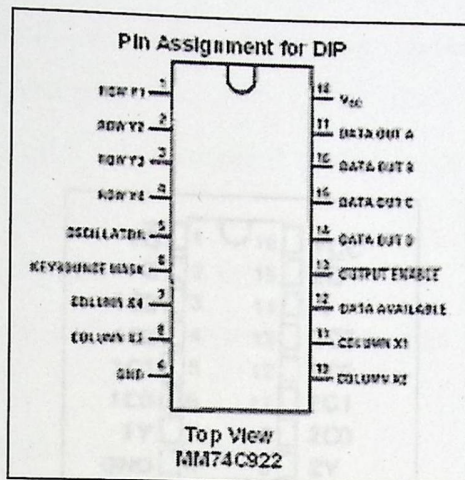 Pin Assignment for DIP
ROW Y1 1
ROW Y2 2
ROW Y3 3
ROW Y4 4
OSCILLATOR 5
KEYBOUNCE MASK 6
COLUMN X4 7
COLUMN X3 8
GND 9
18 VCC
17 DATA OUT A
16 DATA OUT B
15 DATA OUT C
14 DATA OUT D
13 OUTPUT ENABLE
12 DATA AVAILABLE
11 COLUMN X1
10 COLUMN X2
Top View
MM74C922